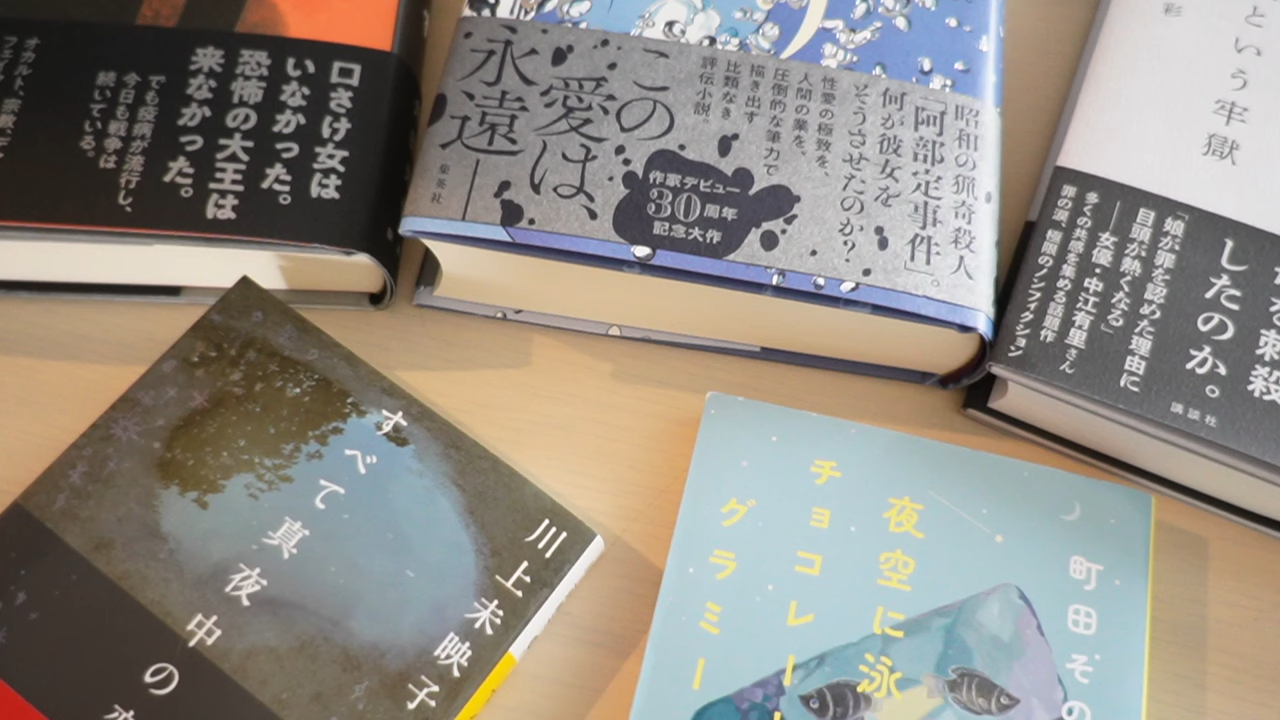 口さけ女は
いなかった。
恐怖の大王は
来なかった。
でも疫病が流行し、
今日も戦争は
続いている。
昭和の猟奇殺人
「阿部定事件」。
何が彼女を
そうさせたのか?
性愛の極致を、
人間の業を、
圧倒的な筆力で
描き出す
比類なき
評伝小説。
この
愛は、
永遠―
集英社
作家デビュー
30周年
記念大作
彩
という牢獄
刺殺
したのか。
「娘が罪を認めた理由に
目頭が熱くなる」
――女優・中江有里さん
多くの共感を集める話題作
罪の涙、極限のノンフィクション
講談社
川上未映子
すべて真夜中の
町田その
夜空に泳
チョコレー
グラミー